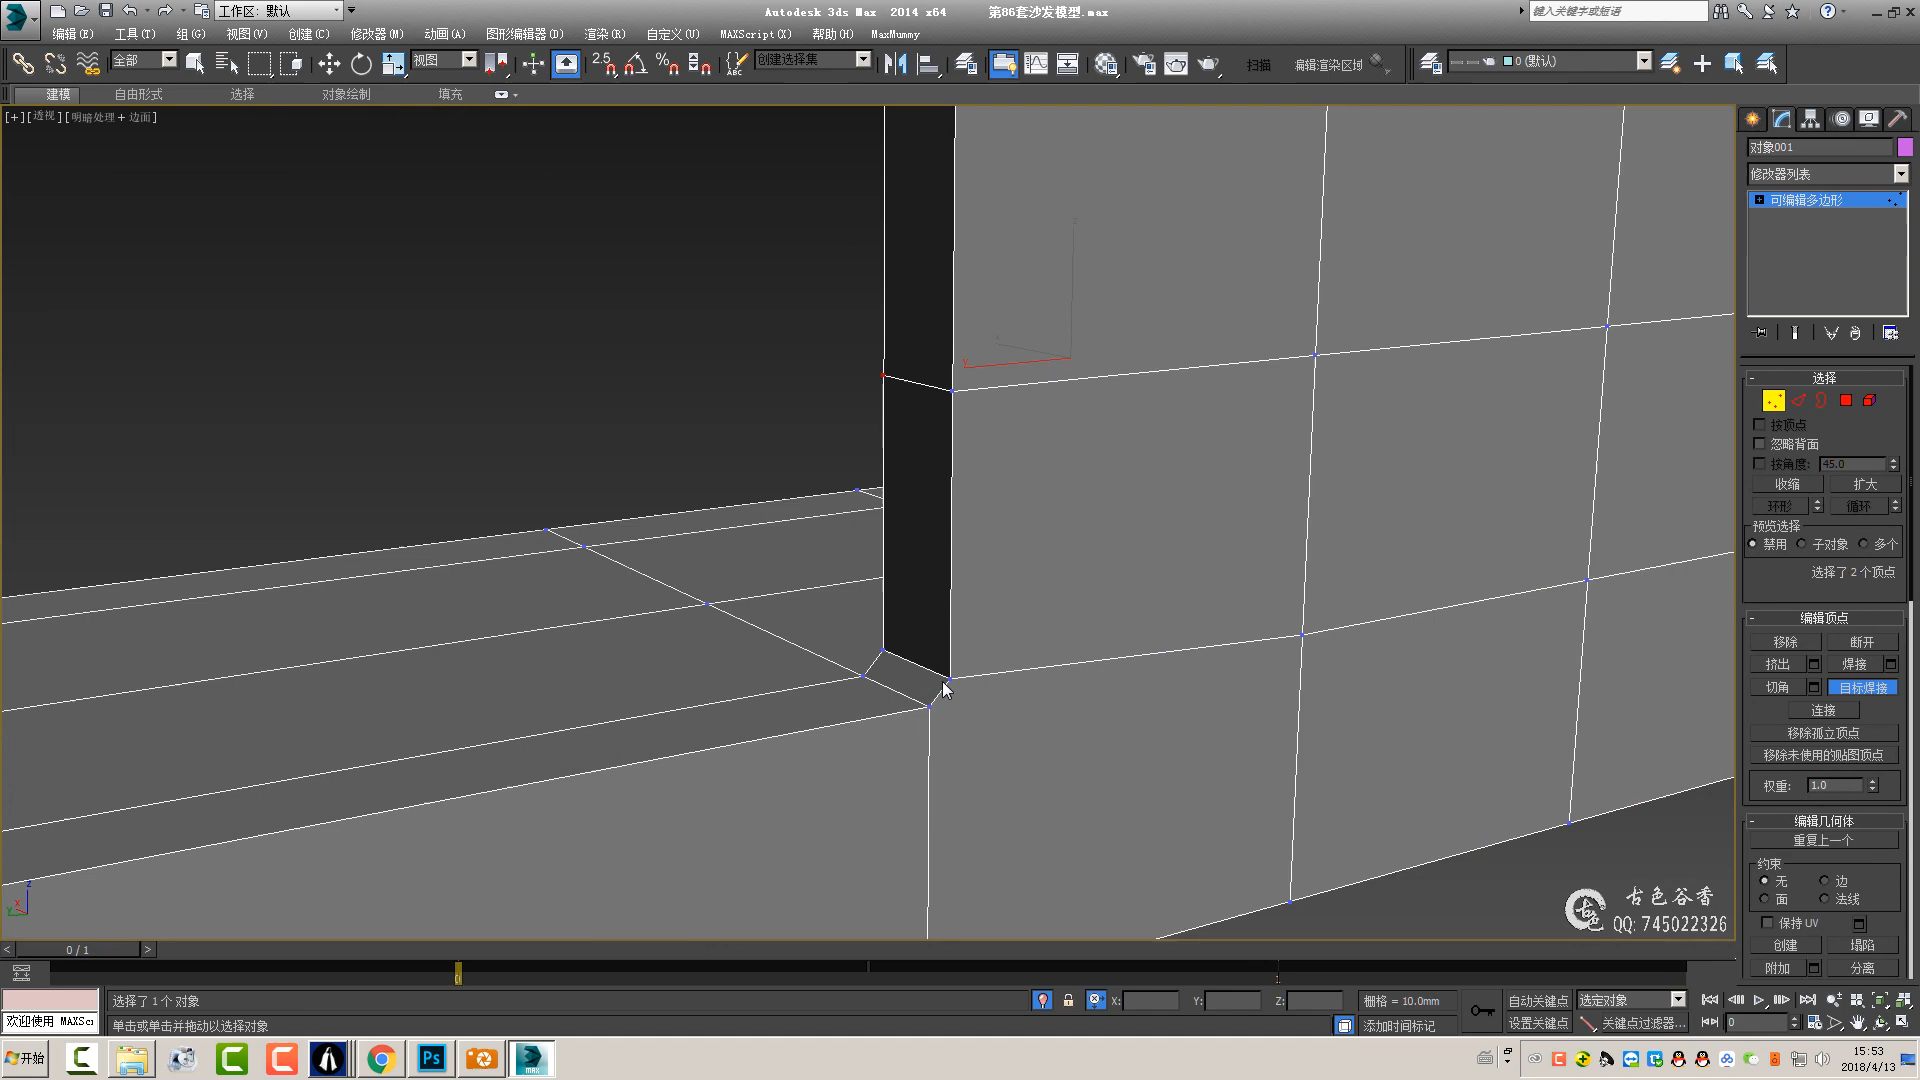 工作区: 默认
Autodesk 3ds Max 2014 x64 第86套沙发模型.max
键入关键字或短语
编辑(E) 工具(T) 组(G) 视图(V) 创建(C) 修改器(M) 动画(A) 图形编辑器(D) 渲染(R) 自定义(U) MAXScript(X) 帮助(H) MaxMummy
全部 视图 2.5 创建选择集 扫描 编辑渲染区域 0 (默认)
建模 自由形式 选择 对象绘制 填充
[+][透视][明暗处理 + 边面]
对象001
修改器列表
可编辑多边形
选择
按顶点
忽略背面
按角度: 45.0
收缩 扩大
环形 循环
预览选择
禁用 子对象 多个
选择了 2 个顶点
编辑顶点
移除 断开
挤出 焊接
切角 目标焊接
连接
移除孤立顶点
移除未使用的贴图顶点
权重: 1.0
编辑几何体
重复上一个
约束
无 边
面 法线
保持 UV
创建 塌陷
附加 分离
古色谷香
QQ: 745022326
0 / 1
选择了 1 个 对象
X: Y: Z: 栅格 = 10.0mm
自动关键点 选定对象
欢迎使用 MAXSc
单击或单击并拖动以选择对象
添加时间标记
设置关键点 关键点过滤器...
0
开始
15:53
2018/4/13